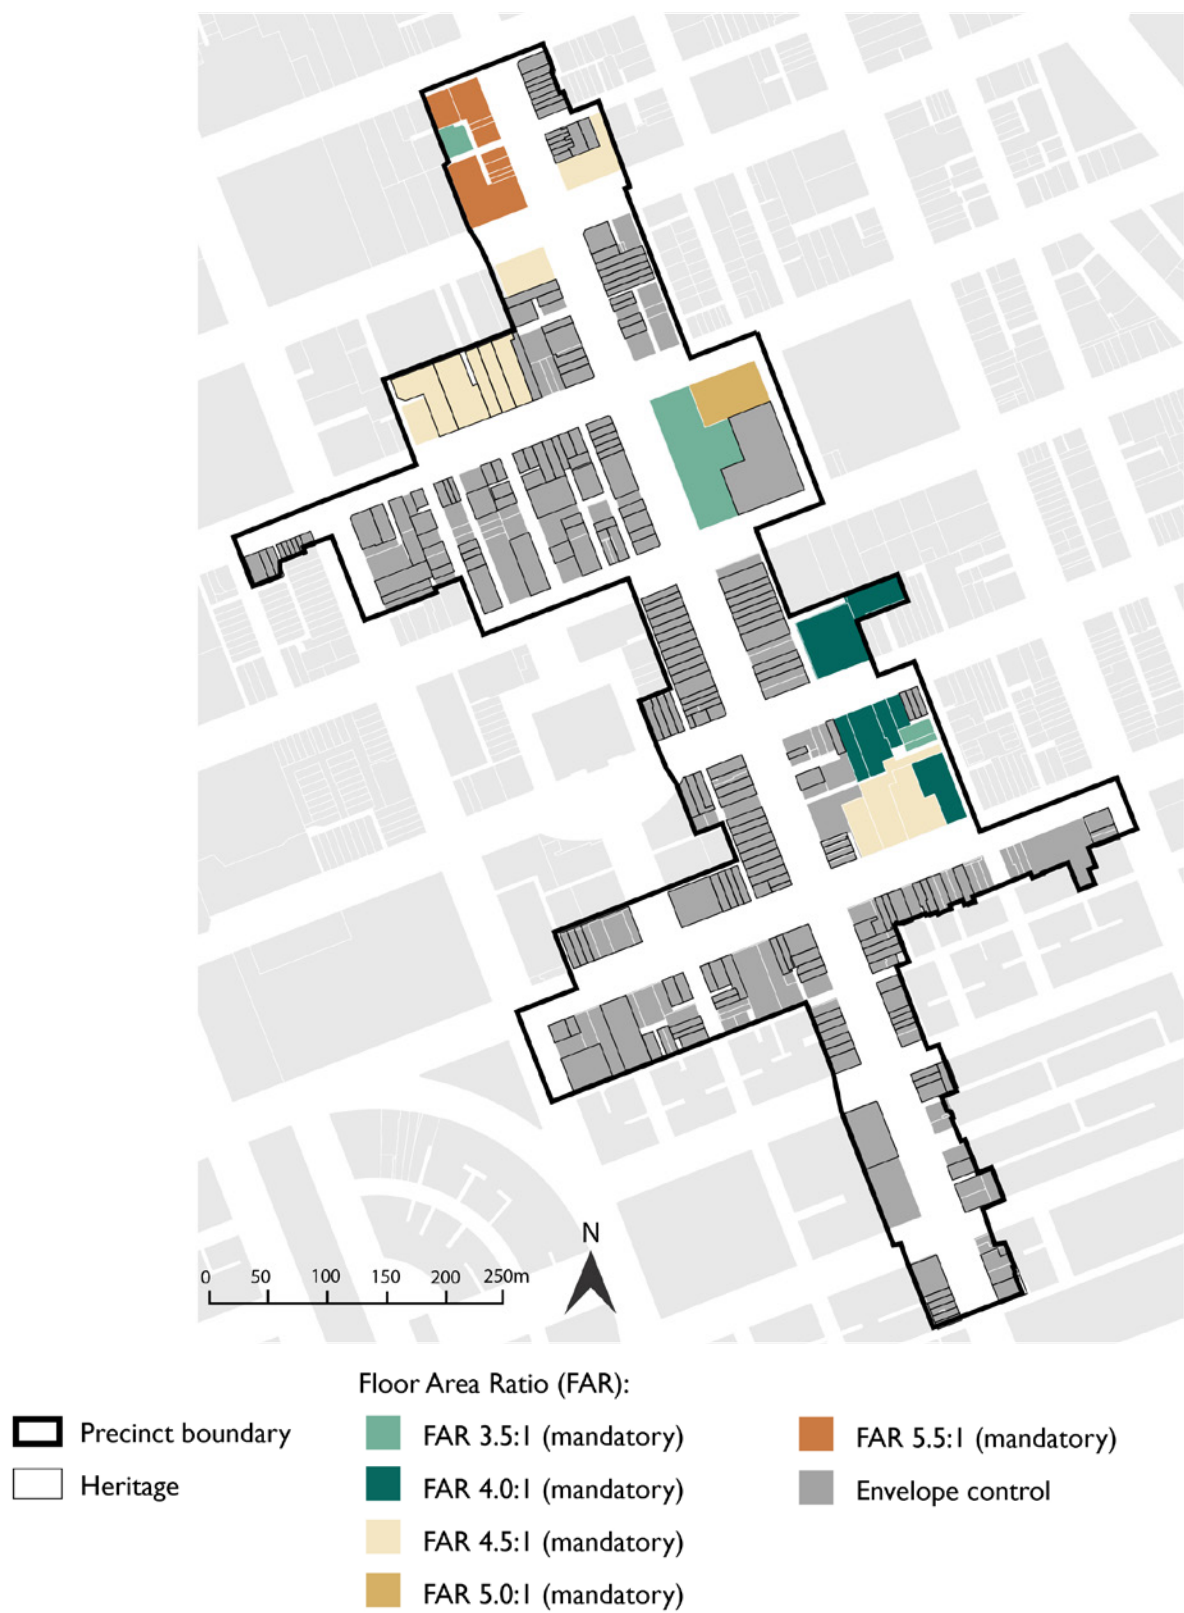 N
0 50 100 150 200 250m
Floor Area Ratio (FAR):
Precinct boundary
Heritage
FAR 3.5:1 (mandatory)
FAR 4.0:1 (mandatory)
FAR 4.5:1 (mandatory)
FAR 5.0:1 (mandatory)
FAR 5.5:1 (mandatory)
Envelope control